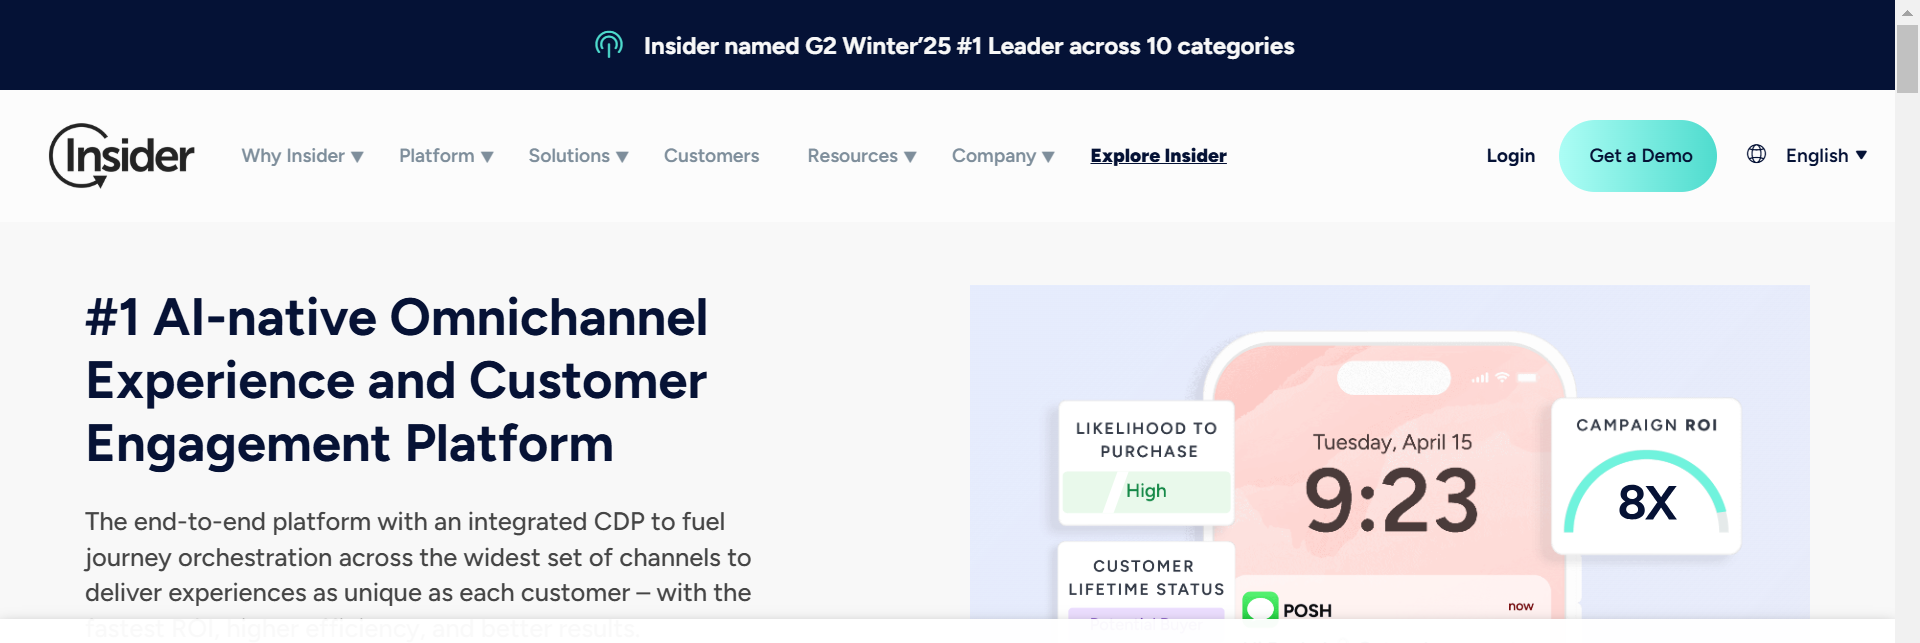 Insider named G2 Winter’25 #1 Leader across 10 categories
Insider
Why Insider ▼
Platform ▼
Solutions ▼
Customers
Resources ▼
Company ▼
Explore Insider
Login
Get a Demo
English ▼
#1 AI-native Omnichannel
Experience and Customer
Engagement Platform
The end-to-end platform with an integrated CDP to fuel
journey orchestration across the widest set of channels to
deliver experiences as unique as each customer – with the
fastest ROI, higher efficiency, and better results.
LIKELIHOOD TO
PURCHASE
High
CUSTOMER
LIFETIME STATUS
Potential Buyer
Tuesday, April 15
9:23
POSH
now
CAMPAIGN ROI
8X